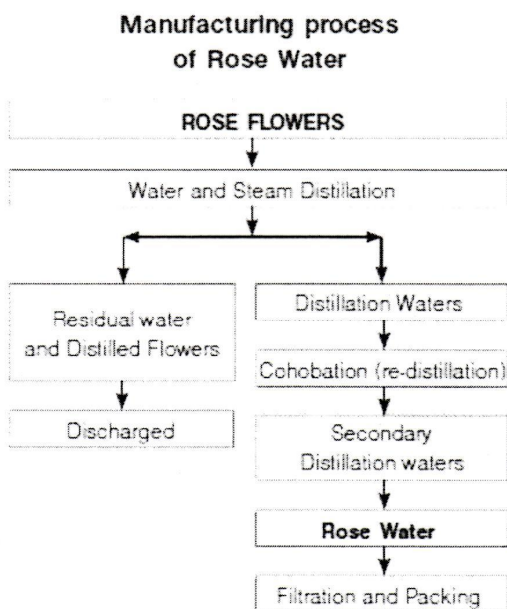 Manufacturing process
of Rose Water
ROSE FLOWERS
Water and Steam Distillation
Residual water
and Distilled Flowers
Discharged
Distillation Waters
Cohobation (re-distillation)
Secondary
Distillation waters
Rose Water
Filtration and Packing